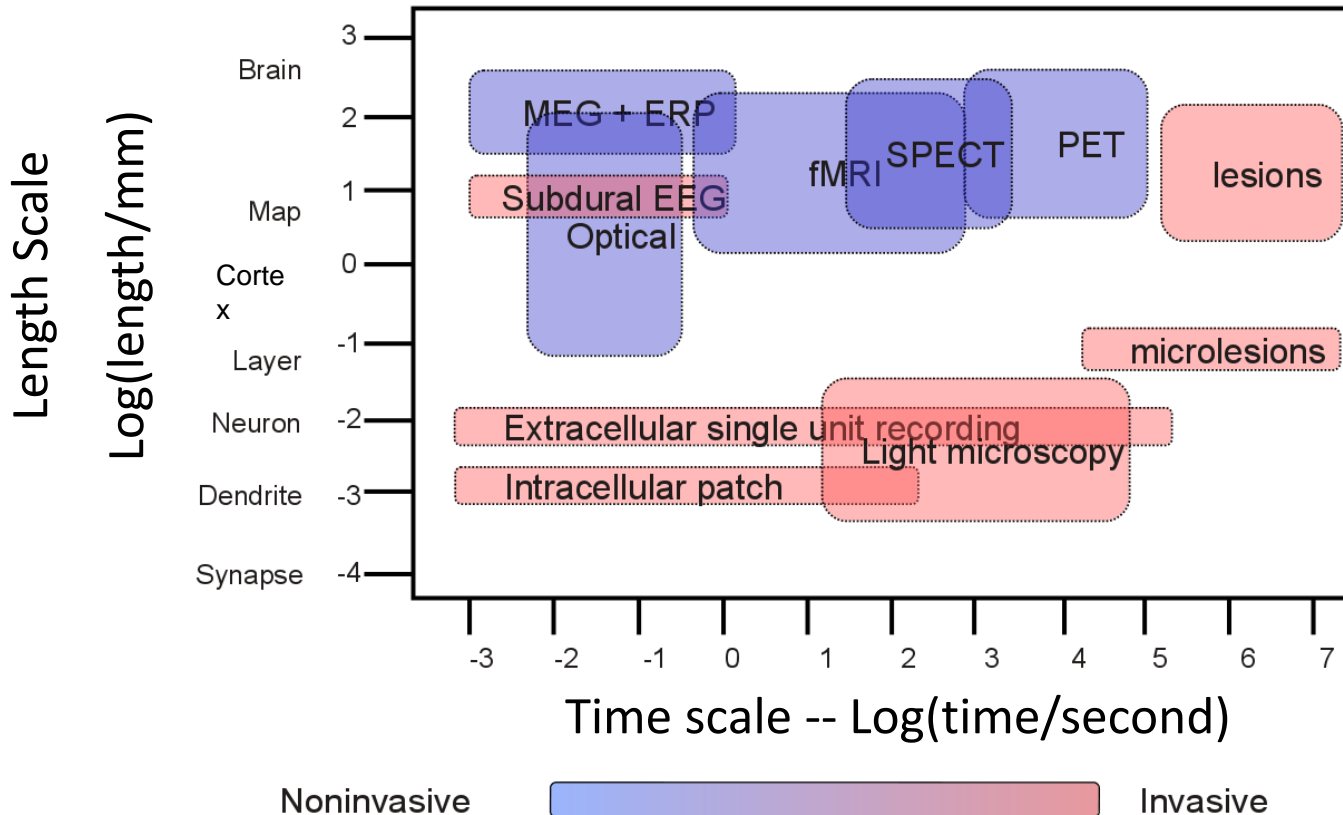 Length Scale
Log(length/mm)
Brain
Map
Corte
x
Layer
Neuron
Dendrite
Synapse
3
2
1
0
-1
-2
-3
-4
MEG + ERP
Subdural EEG
Optical
fMRI
SPECT
PET
lesions
microlesions
Extracellular single unit recording
Light microscopy
Intracellular patch
-3 -2 -1 0 1 2 3 4 5 6 7
Time scale -- Log(time/second)
Noninvasive
Invasive